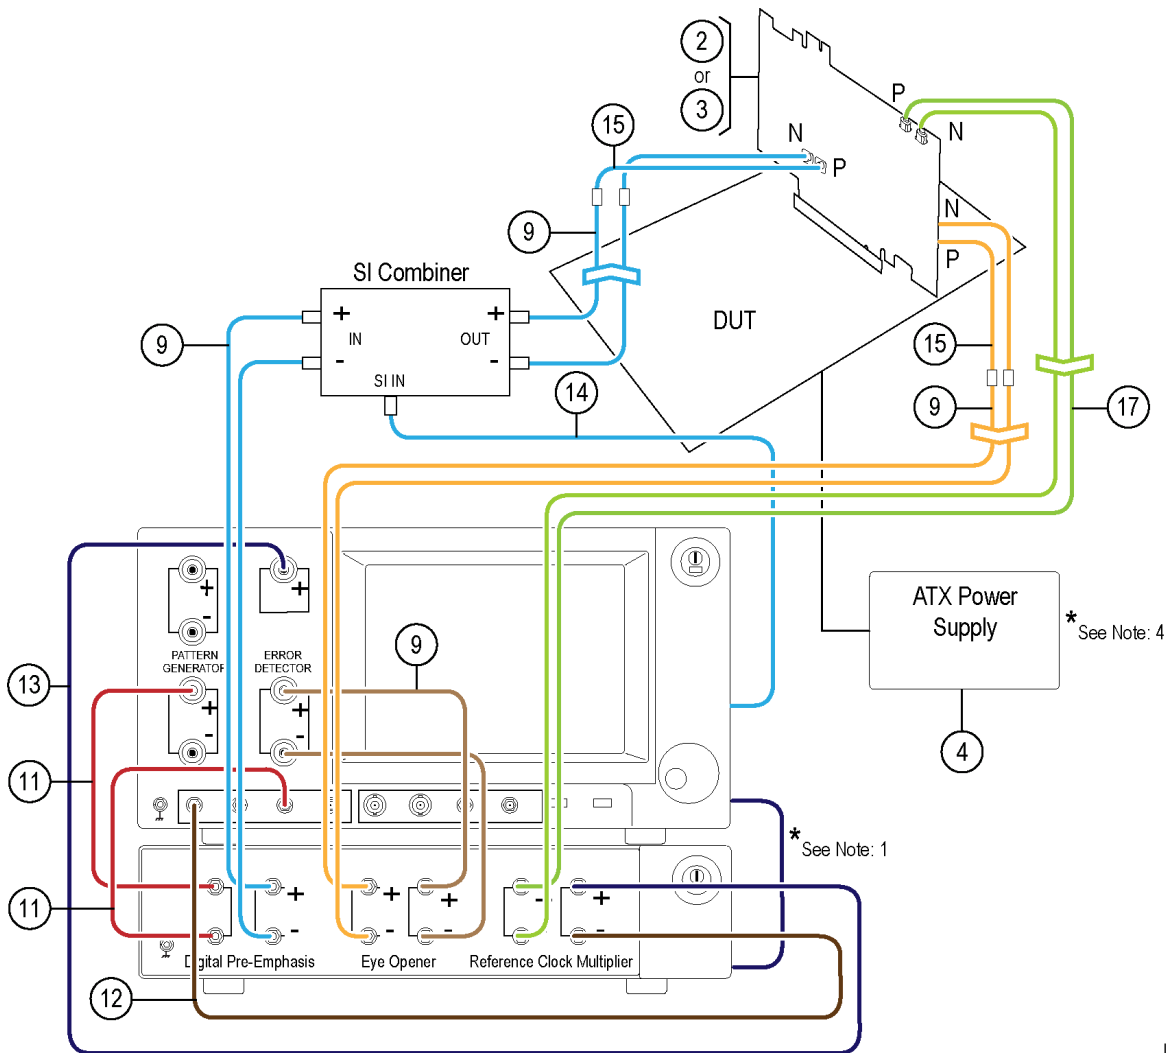 2
or
3
P
N
15
N
P
9
N
P
SI Combiner
+
+
IN
OUT
-
-
SI IN
DUT
9
15
14
9
17
ATX Power
Supply
* See Note: 4
4
+
-
+
PATTERN
GENERATOR
ERROR
DETECTOR
9
13
+
-
+
-
11
* See Note: 1
+
-
+
-
+
-
+
-
11
Digital Pre-Emphasis
Eye Opener
Reference Clock Multiplier
12